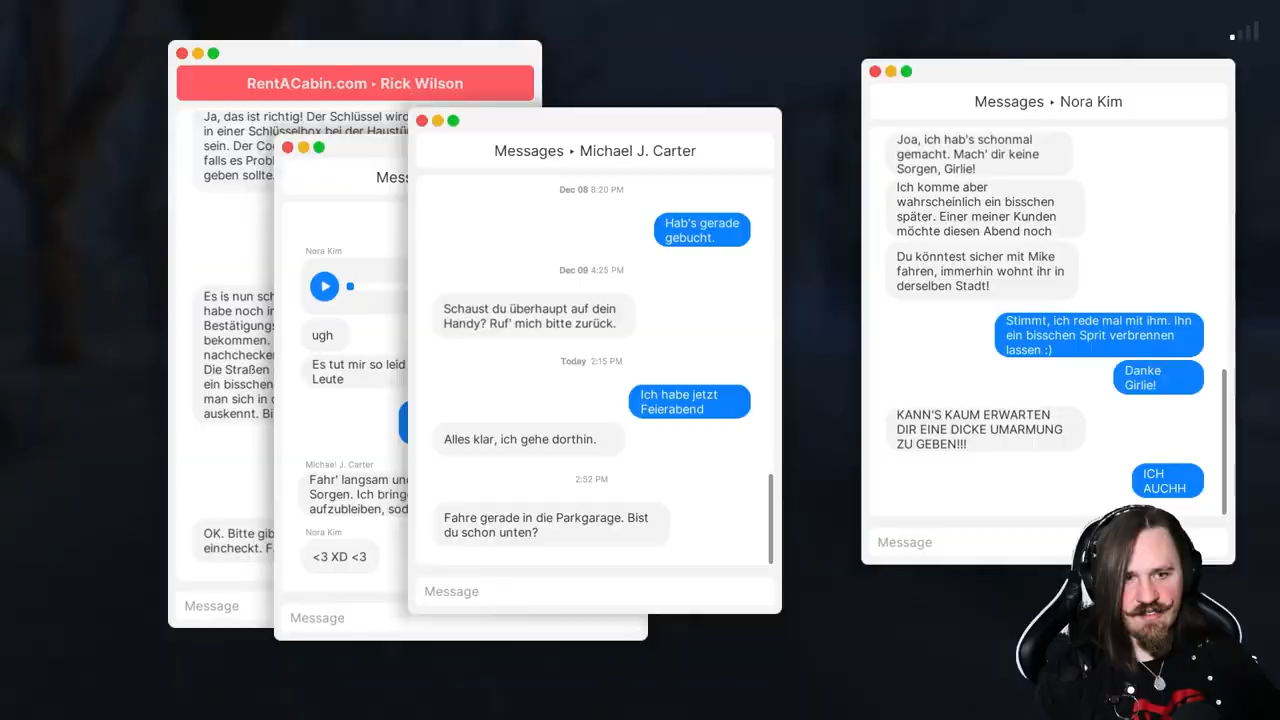 RentACabin.com ‣ Rick Wilson
Ja, das ist richtig! Der Schlüssel wird
in einer Schlüsselbox bei der Haustür
sein. Der Co
falls es Prob
geben sollte.
Es ist nun sch
habe noch im
Bestätigungs
bekommen.
nachchecken
Die Straßen
ein bisschen
man sich in d
auskennt. Bi
OK. Bitte gib
eincheckt. F
Message
Mess
Nora Kim
ugh
Es tut mir so leid
Leute
Michael J. Carter
Fahr' langsam und
Sorgen. Ich bringe
aufzubleiben, sod
Nora Kim
<3 XD <3
Message
Messages ‣ Michael J. Carter
Dec 08 8:20 PM
Hab's gerade
gebucht.
Dec 09 4:25 PM
Schaust du überhaupt auf dein
Handy? Ruf' mich bitte zurück.
Today 2:15 PM
Ich habe jetzt
Feierabend
Alles klar, ich gehe dorthin.
2:52 PM
Fahre gerade in die Parkgarage. Bist
du schon unten?
Message
Messages ‣ Nora Kim
Joa, ich hab's schonmal
gemacht. Mach' dir keine
Sorgen, Girlie!
Ich komme aber
wahrscheinlich ein bisschen
später. Einer meiner Kunden
möchte diesen Abend noch
Du könntest sicher mit Mike
fahren, immerhin wohnt ihr in
derselben Stadt!
Stimmt, ich rede mal mit ihm. Ihn
ein bisschen Sprit verbrennen
lassen :)
Danke
Girlie!
KANN'S KAUM ERWARTEN
DIR EINE DICKE UMARMUNG
ZU GEBEN!!!
ICH
AUCHH
Message